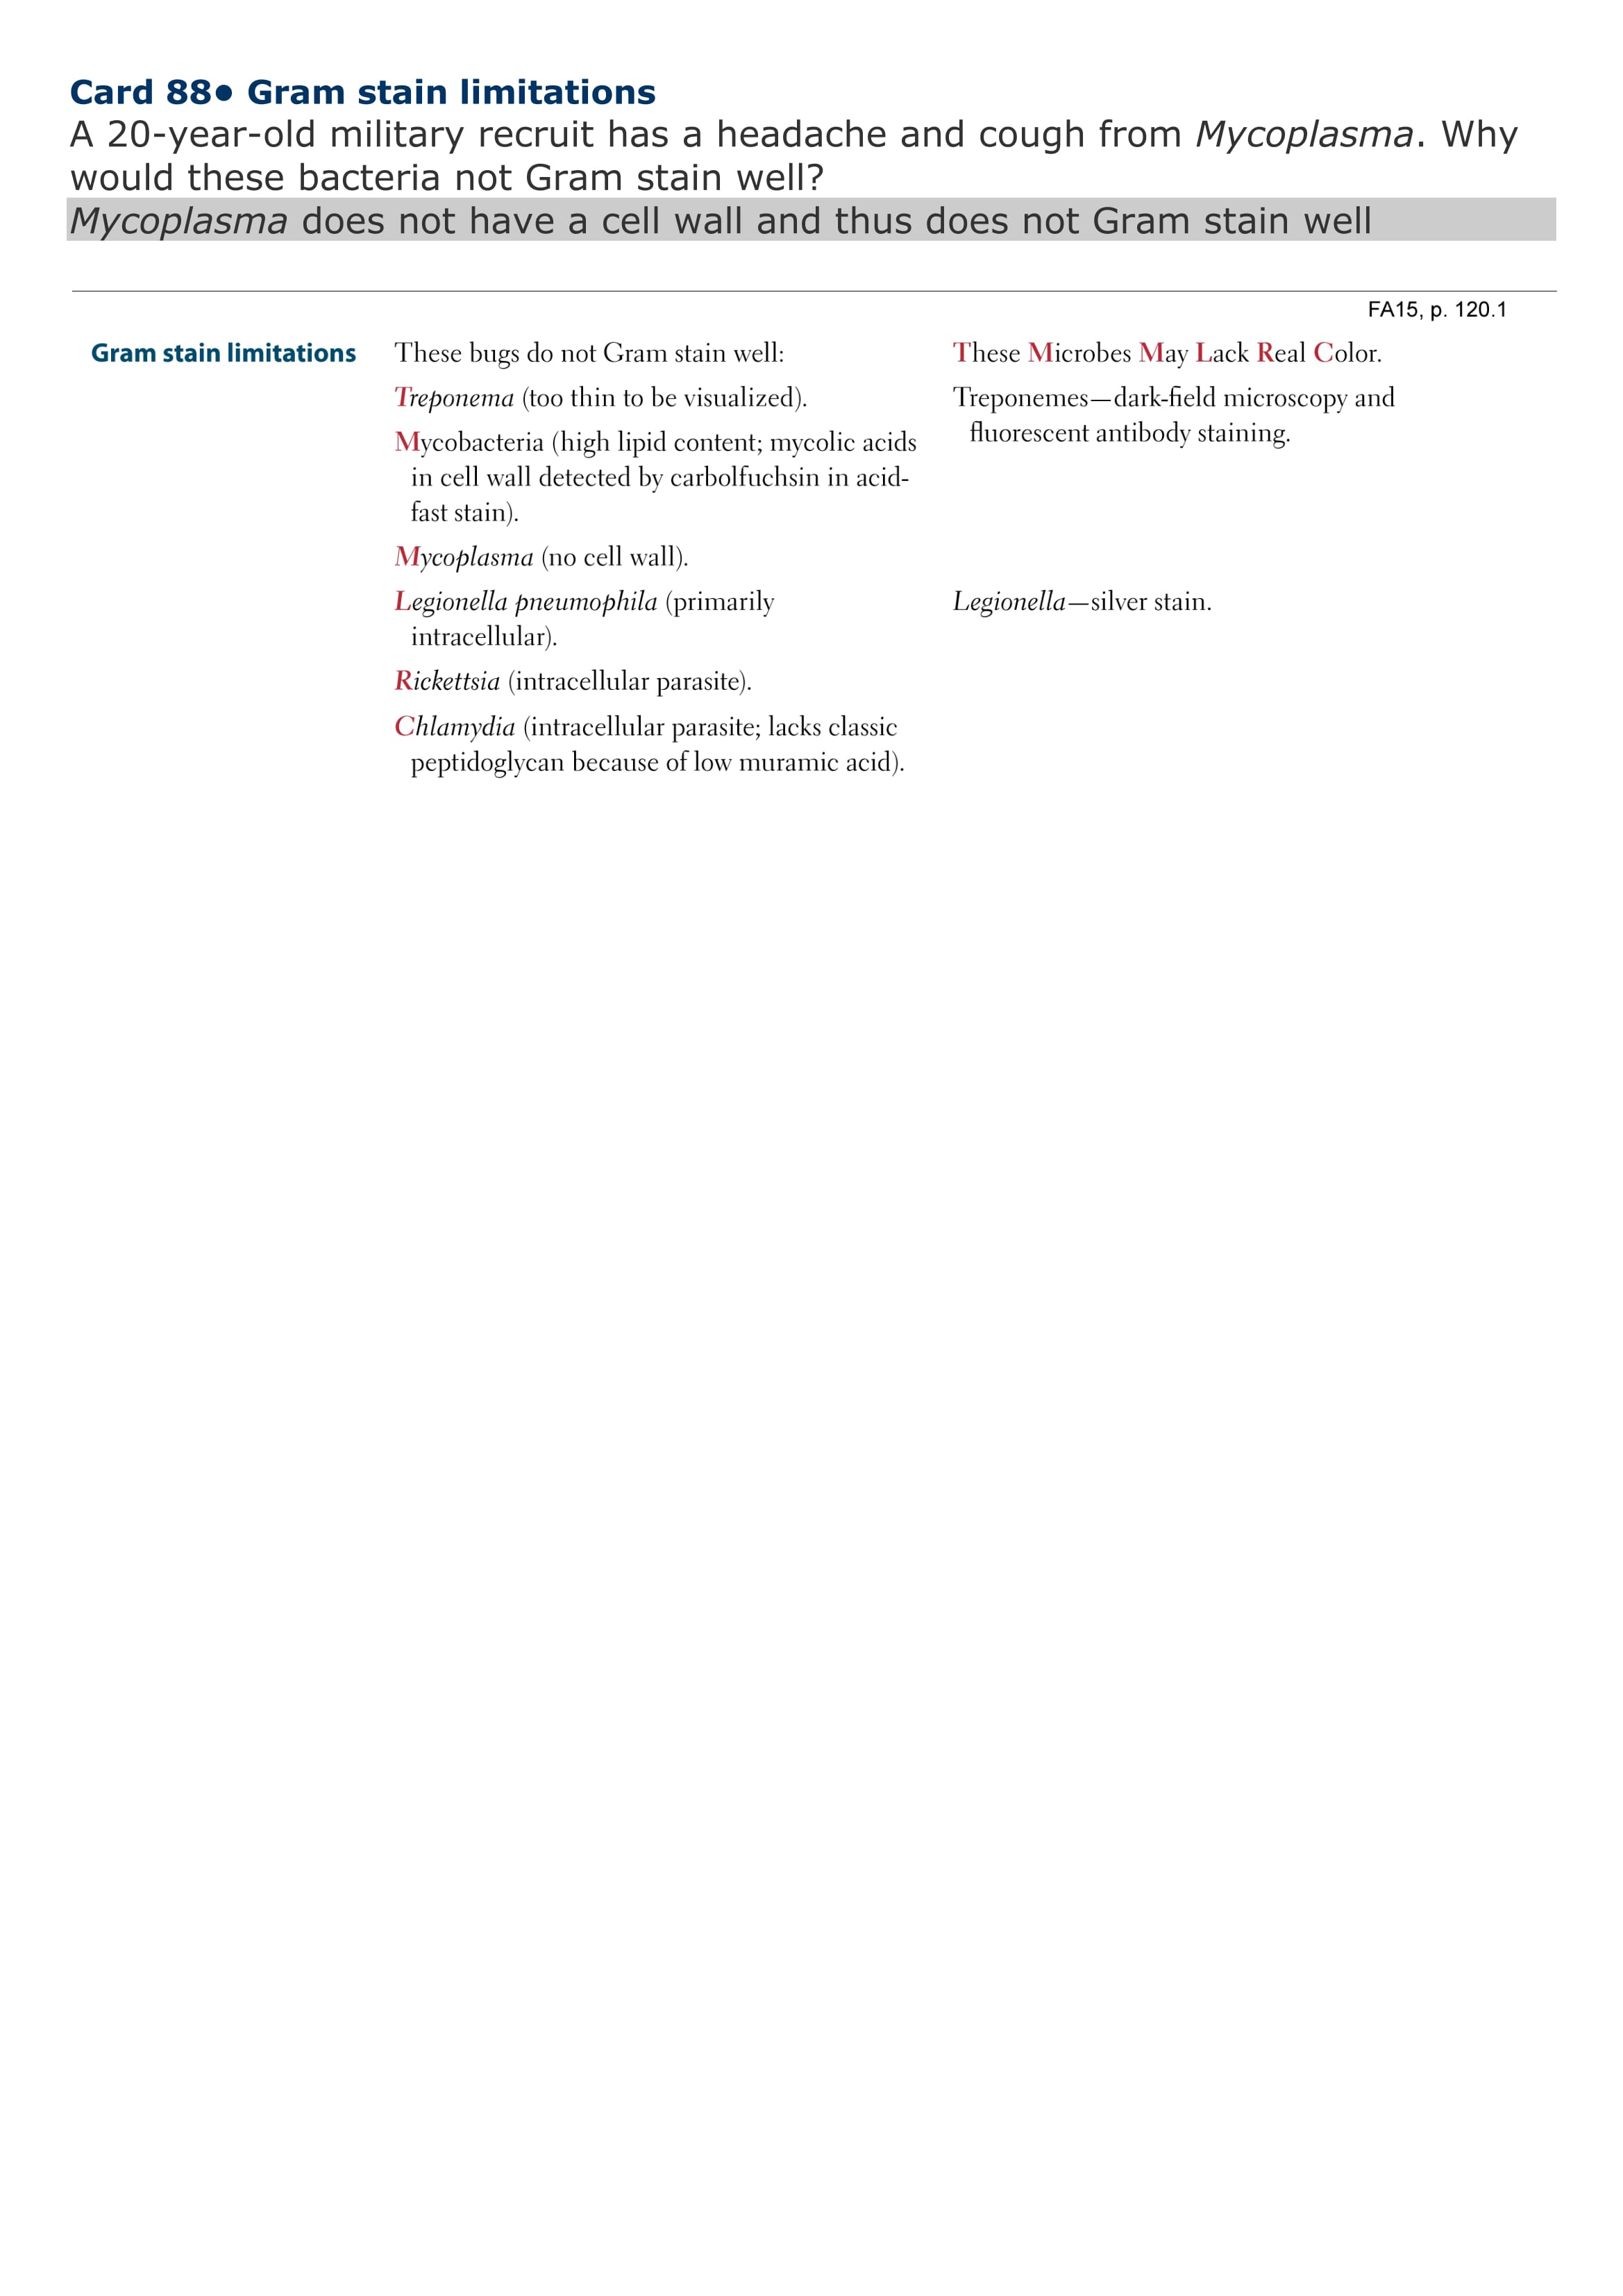 Card 88• Gram stain limitations
A 20-year-old military recruit has a headache and cough from Mycoplasma. Why
would these bacteria not Gram stain well?
Mycoplasma does not have a cell wall and thus does not Gram stain well
FA15, p. 120.1
Gram stain limitations
These bugs do not Gram stain well:
Treponema (too thin to be visualized).
Mycobacteria (high lipid content; mycolic acids
in cell wall detected by carbolfuchsin in acid-
fast stain).
Mycoplasma (no cell wall).
Legionella pneumophila (primarily
intracellular).
Rickettsia (intracellular parasite).
Chlamydia (intracellular parasite; lacks classic
peptidoglycan because of low muramic acid).
These Microbes May Lack Real Color.
Treponemes—dark-field microscopy and
fluorescent antibody staining.
Legionella—silver stain.